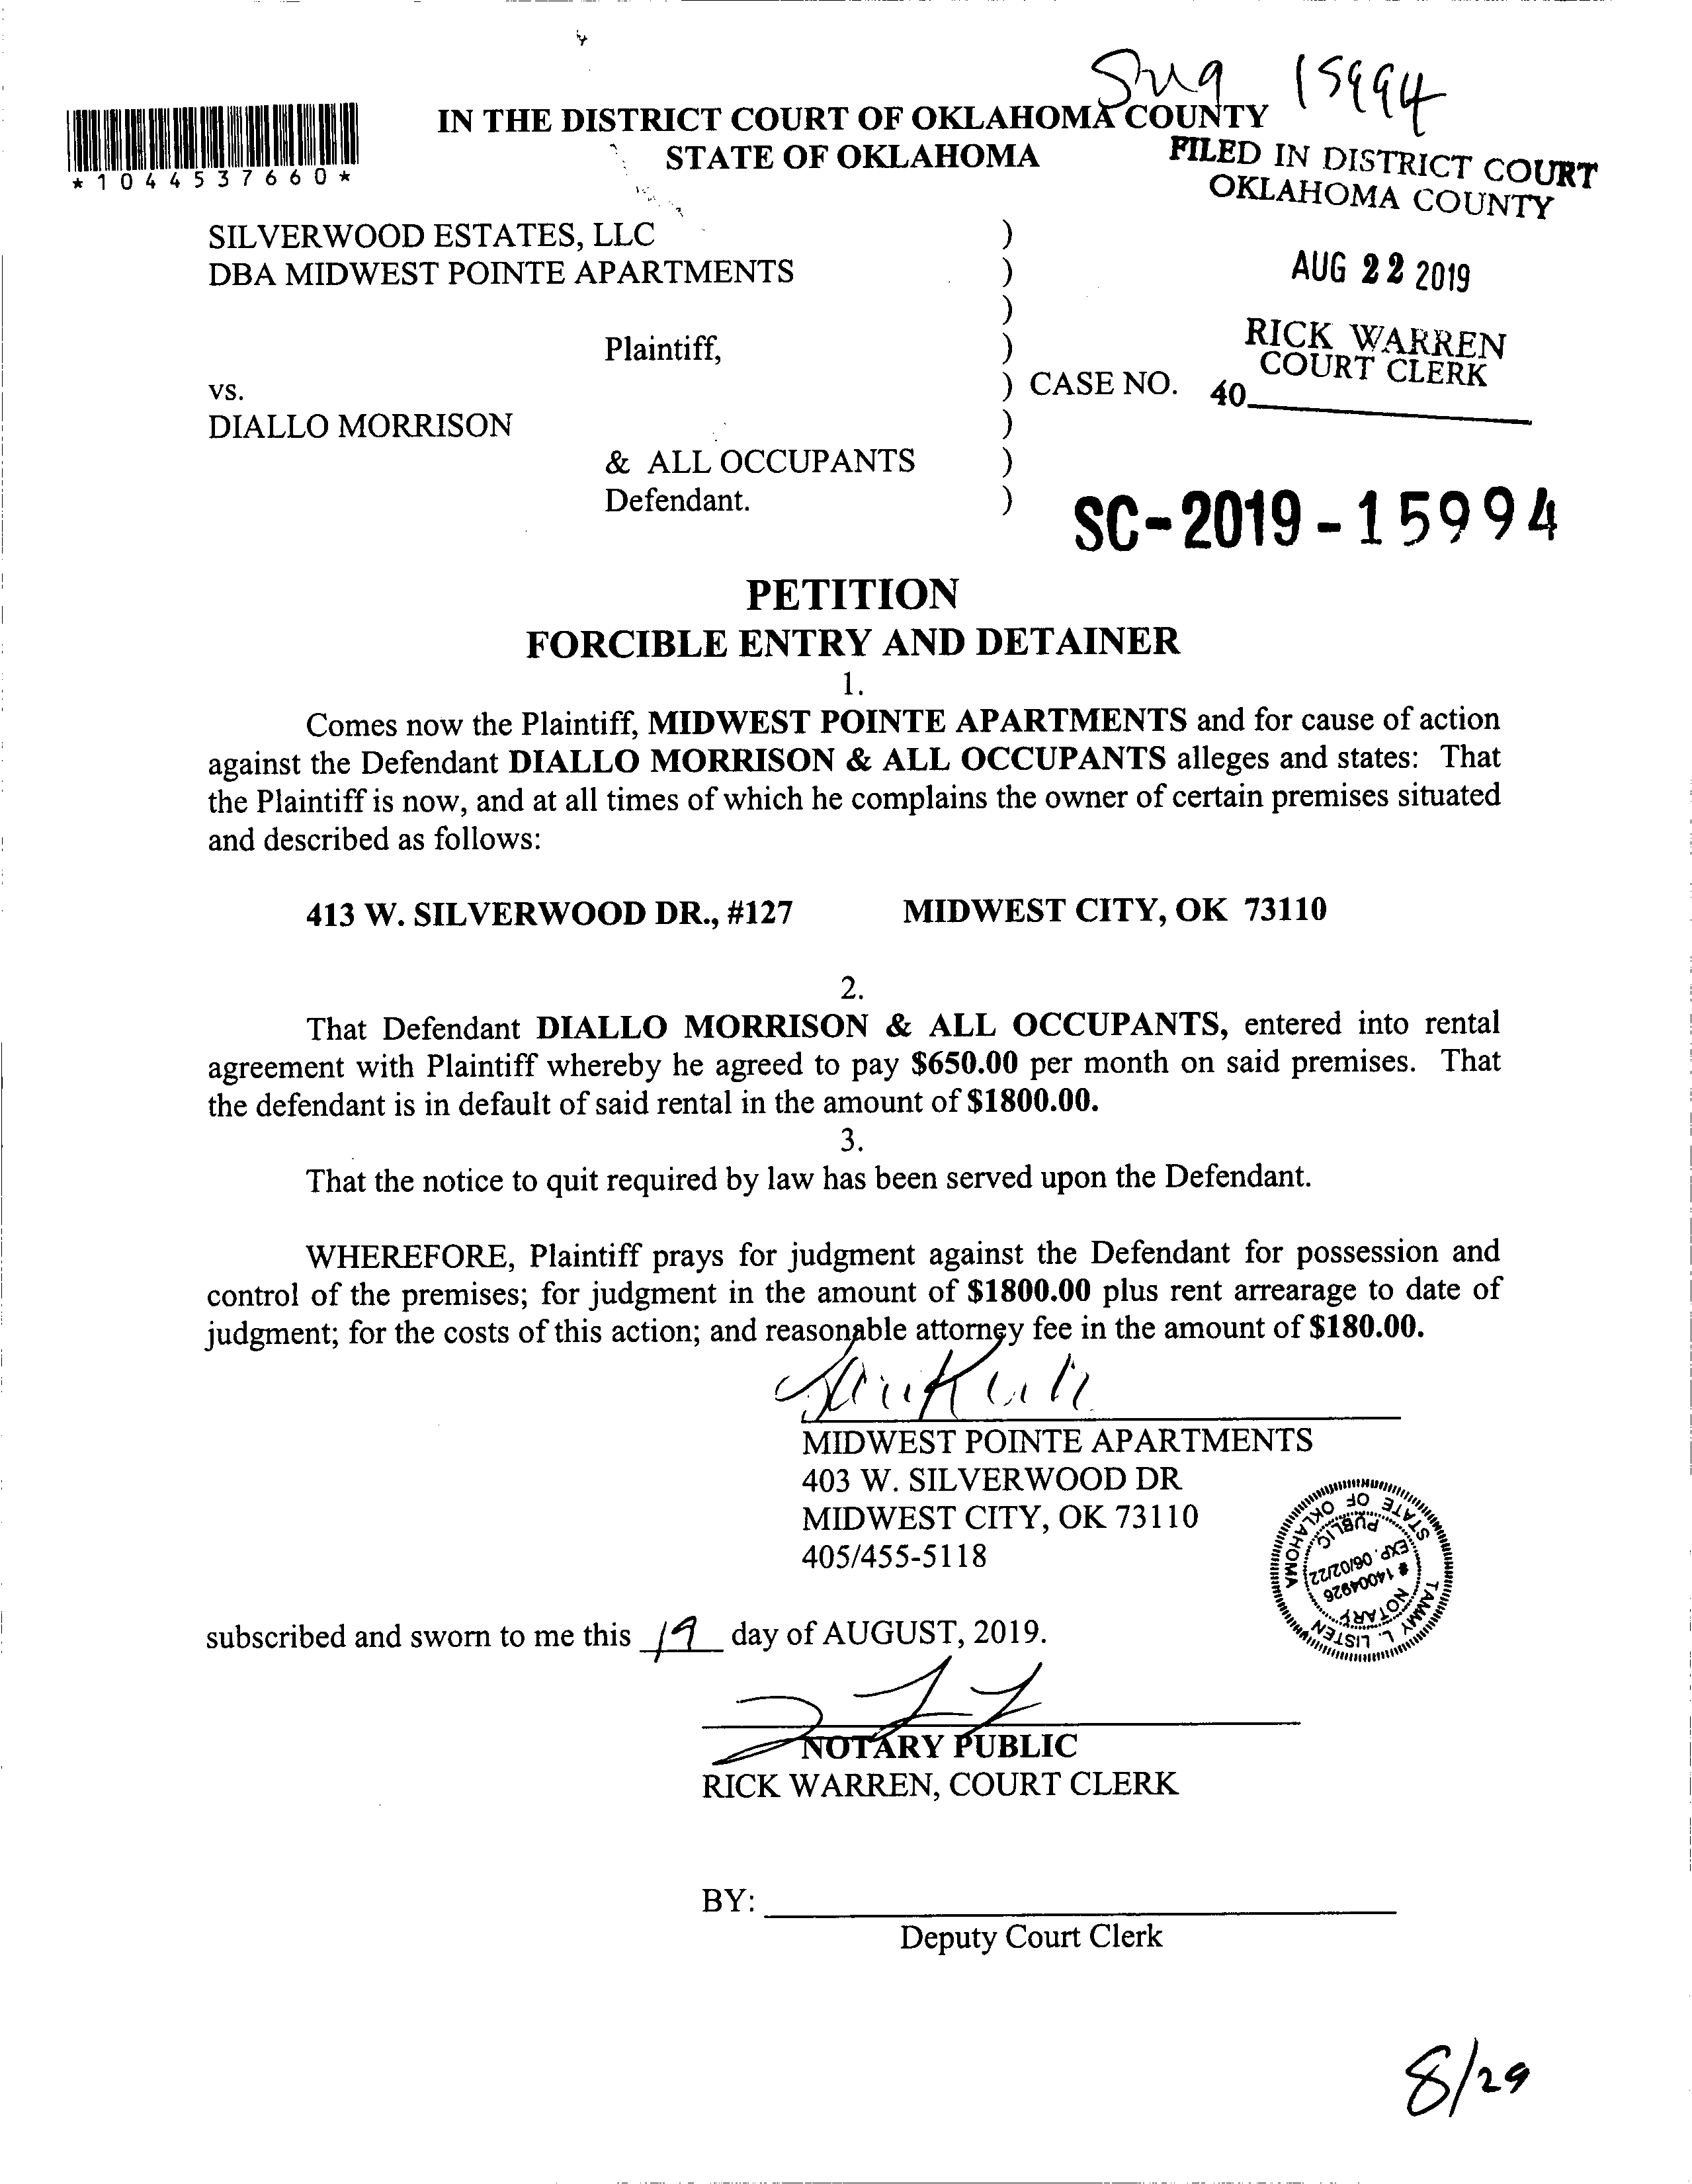 15994
IN THE DISTRICT COURT OF OKLAHOMA COUNTY
STATE OF OKLAHOMA
*1044537660*
FILED IN DISTRICT COURT
OKLAHOMA COUNTY
AUG 22 2019
RICK WARREN
COURT CLERK
40
SILVERWOOD ESTATES, LLC )
DBA MIDWEST POINTE APARTMENTS )
)
Plaintiff, )
vs. ) CASE NO.
DIALLO MORRISON )
& ALL OCCUPANTS )
Defendant. )
SC-2019-15994
PETITION
FORCIBLE ENTRY AND DETAINER
1.
Comes now the Plaintiff, MIDWEST POINTE APARTMENTS and for cause of action
against the Defendant DIALLO MORRISON & ALL OCCUPANTS alleges and states: That
the Plaintiff is now, and at all times of which he complains the owner of certain premises situated
and described as follows:
413 W. SILVERWOOD DR., #127 MIDWEST CITY, OK 73110
2.
That Defendant DIALLO MORRISON & ALL OCCUPANTS, entered into rental
agreement with Plaintiff whereby he agreed to pay $650.00 per month on said premises. That
the defendant is in default of said rental in the amount of $1800.00.
3.
That the notice to quit required by law has been served upon the Defendant.
WHEREFORE, Plaintiff prays for judgment against the Defendant for possession and
control of the premises; for judgment in the amount of $1800.00 plus rent arrearage to date of
judgment; for the costs of this action; and reasonable attorney fee in the amount of $180.00.
MIDWEST POINTE APARTMENTS
403 W. SILVERWOOD DR
MIDWEST CITY, OK 73110
405/455-5118
TAMMY L. LISTEN
NOTARY
# 14004926
EXP. 06/02/22
PUBLIC
STATE OF OKLAHOMA
subscribed and sworn to me this 19 day of AUGUST, 2019.
NOTARY PUBLIC
RICK WARREN, COURT CLERK
BY:
Deputy Court Clerk
8/29